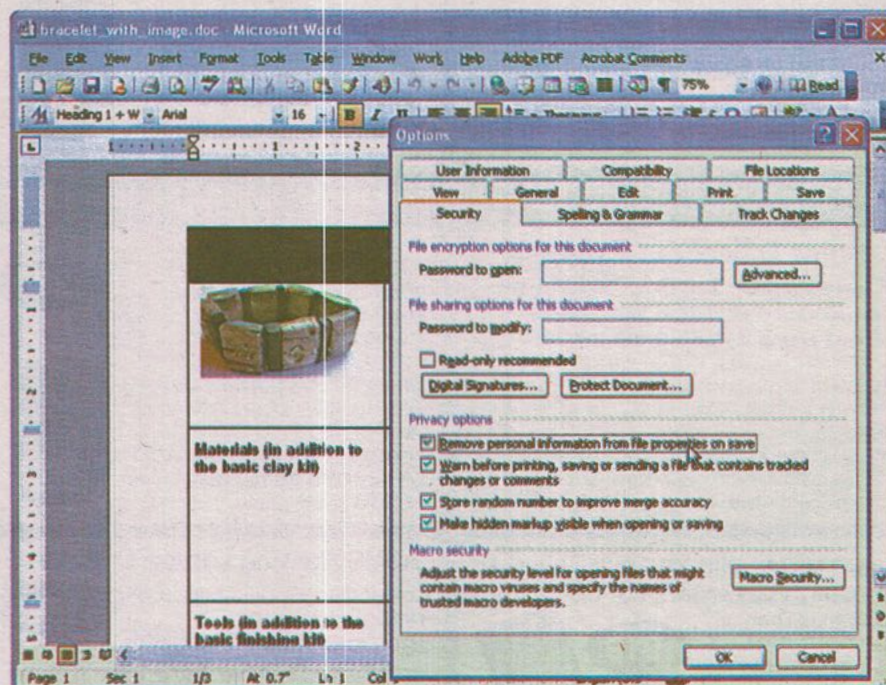 bracelet_with_image.doc - Microsoft Word
File Edit View Insert Format Tools Table Window Work Help Adobe PDF Acrobat Comments
75% Read
Heading 1 + W Arial 16 B I
Options
User Information Compatibility File Locations
View General Edit Print Save
Security Spelling & Grammar Track Changes
File encryption options for this document
Password to open: Advanced...
File sharing options for this document
Password to modify:
Read-only recommended
Digital Signatures... Protect Document...
Privacy options
Remove personal information from file properties on save
Warn before printing, saving or sending a file that contains tracked
changes or comments
Store random number to improve merge accuracy
Make hidden markup visible when opening or saving
Macro security
Adjust the security level for opening files that might
contain macro viruses and specify the names of
trusted macro developers.
Macro Security...
OK Cancel
Materials (in addition to
the basic clay kit)
Tools (in addition to the
basic finishing kit)
Page 1 Sec 1 1/3 At 0.7" Ln 1 Col